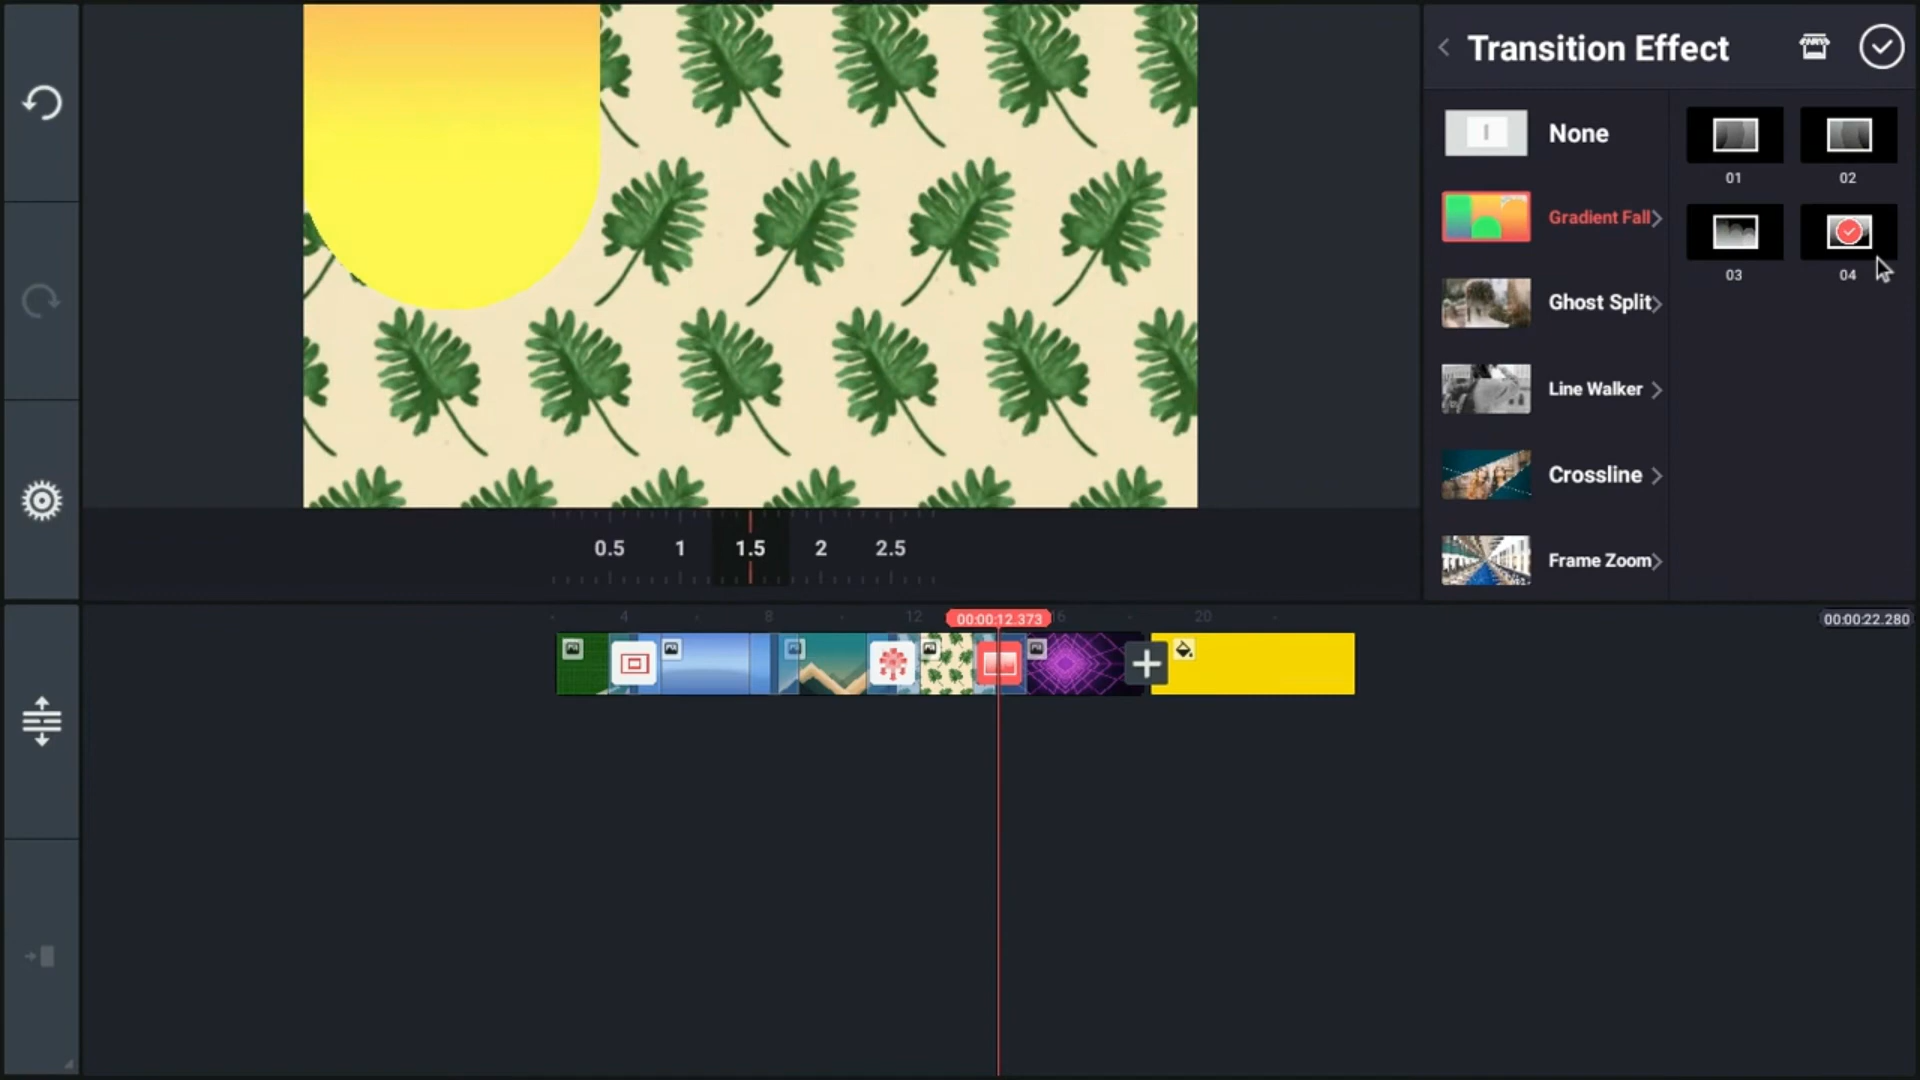 Transition Effect
None
01
02
Gradient Fall
03
04
Ghost Split
Line Walker
Crossline
Frame Zoom
0.5 1 1.5 2 2.5
4 8 12 00:00:12.373 16 20 00:00:22.280